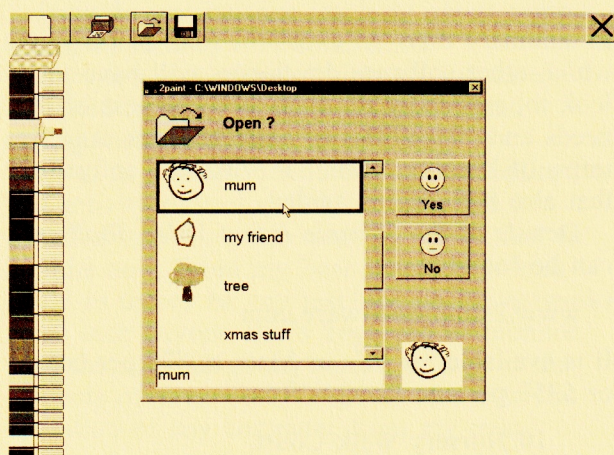 2paint - C:\WINDOWS\Desktop
Open ?
mum
my friend
tree
xmas stuff
mum
Yes
No